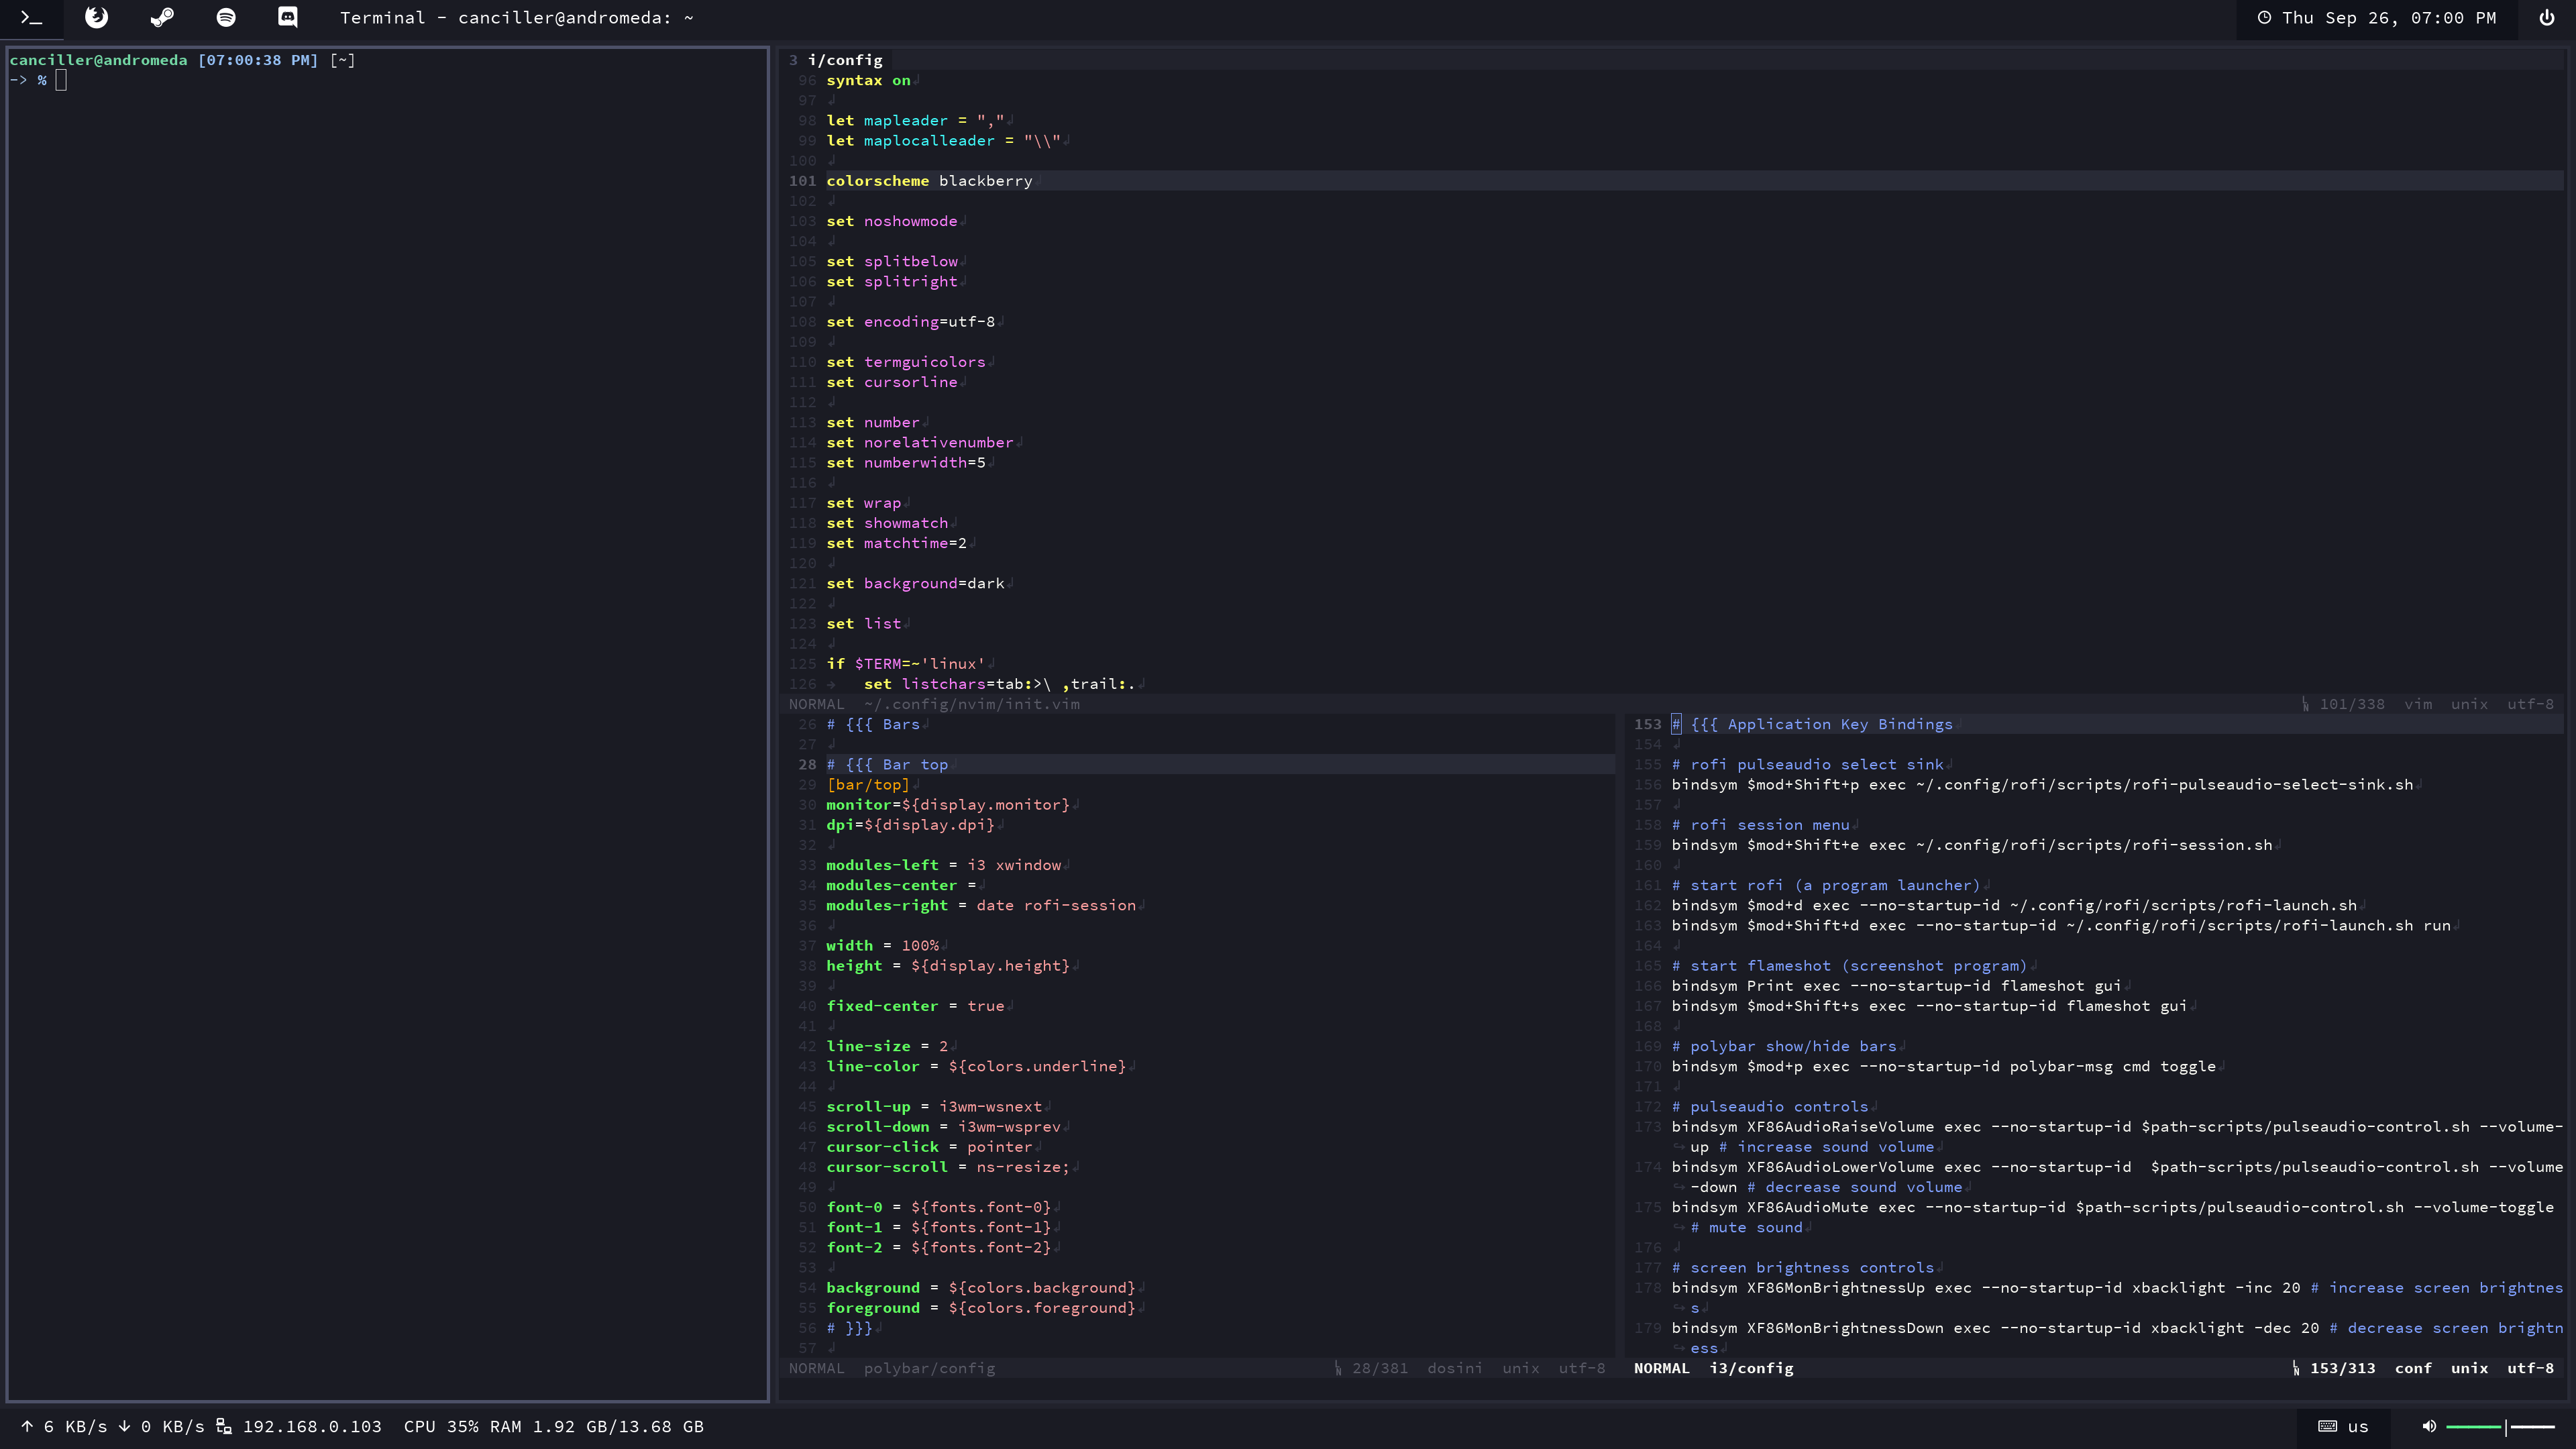 Terminal - canciller@andromeda: ~
Thu Sep 26, 07:00 PM
canciller@andromeda [07:00:38 PM] [~]
-> %
3 i/config
96 syntax on
97
98 let mapleader = ","
99 let maplocalleader = "\\"
100
101 colorscheme blackberry
102
103 set noshowmode
104
105 set splitbelow
106 set splitright
107
108 set encoding=utf-8
109
110 set termguicolors
111 set cursorline
112
113 set number
114 set norelativenumber
115 set numberwidth=5
116
117 set wrap
118 set showmatch
119 set matchtime=2
120
121 set background=dark
122
123 set list
124
125 if $TERM=~'linux'
126 → set listchars=tab:>\ ,trail:.
NORMAL ~/.config/nvim/init.vim 101/338 vim unix utf-8
26 # {{{ Bars
27
28 # {{{ Bar top
29 [bar/top]
30 monitor=${display.monitor}
31 dpi=${display.dpi}
32
33 modules-left = i3 xwindow
34 modules-center =
35 modules-right = date rofi-session
36
37 width = 100%
38 height = ${display.height}
39
40 fixed-center = true
41
42 line-size = 2
43 line-color = ${colors.underline}
44
45 scroll-up = i3wm-wsnext
46 scroll-down = i3wm-wsprev
47 cursor-click = pointer
48 cursor-scroll = ns-resize;
49
50 font-0 = ${fonts.font-0}
51 font-1 = ${fonts.font-1}
52 font-2 = ${fonts.font-2}
53
54 background = ${colors.background}
55 foreground = ${colors.foreground}
56 # }}}
57
NORMAL polybar/config 28/381 dosini unix utf-8
153 # {{{ Application Key Bindings
154
155 # rofi pulseaudio select sink
156 bindsym $mod+Shift+p exec ~/.config/rofi/scripts/rofi-pulseaudio-select-sink.sh
157
158 # rofi session menu
159 bindsym $mod+Shift+e exec ~/.config/rofi/scripts/rofi-session.sh
160
161 # start rofi (a program launcher)
162 bindsym $mod+d exec --no-startup-id ~/.config/rofi/scripts/rofi-launch.sh
163 bindsym $mod+Shift+d exec --no-startup-id ~/.config/rofi/scripts/rofi-launch.sh run
164
165 # start flameshot (screenshot program)
166 bindsym Print exec --no-startup-id flameshot gui
167 bindsym $mod+Shift+s exec --no-startup-id flameshot gui
168
169 # polybar show/hide bars
170 bindsym $mod+p exec --no-startup-id polybar-msg cmd toggle
171
172 # pulseaudio controls
173 bindsym XF86AudioRaiseVolume exec --no-startup-id $path-scripts/pulseaudio-control.sh --volume-
up # increase sound volume
174 bindsym XF86AudioLowerVolume exec --no-startup-id  $path-scripts/pulseaudio-control.sh --volume
-down # decrease sound volume
175 bindsym XF86AudioMute exec --no-startup-id $path-scripts/pulseaudio-control.sh --volume-toggle
# mute sound
176
177 # screen brightness controls
178 bindsym XF86MonBrightnessUp exec --no-startup-id xbacklight -inc 20 # increase screen brightnes
s
179 bindsym XF86MonBrightnessDown exec --no-startup-id xbacklight -dec 20 # decrease screen brightn
ess
NORMAL i3/config 153/313 conf unix utf-8
↑ 6 KB/s ↓ 0 KB/s 192.168.0.103 CPU 35% RAM 1.92 GB/13.68 GB
us